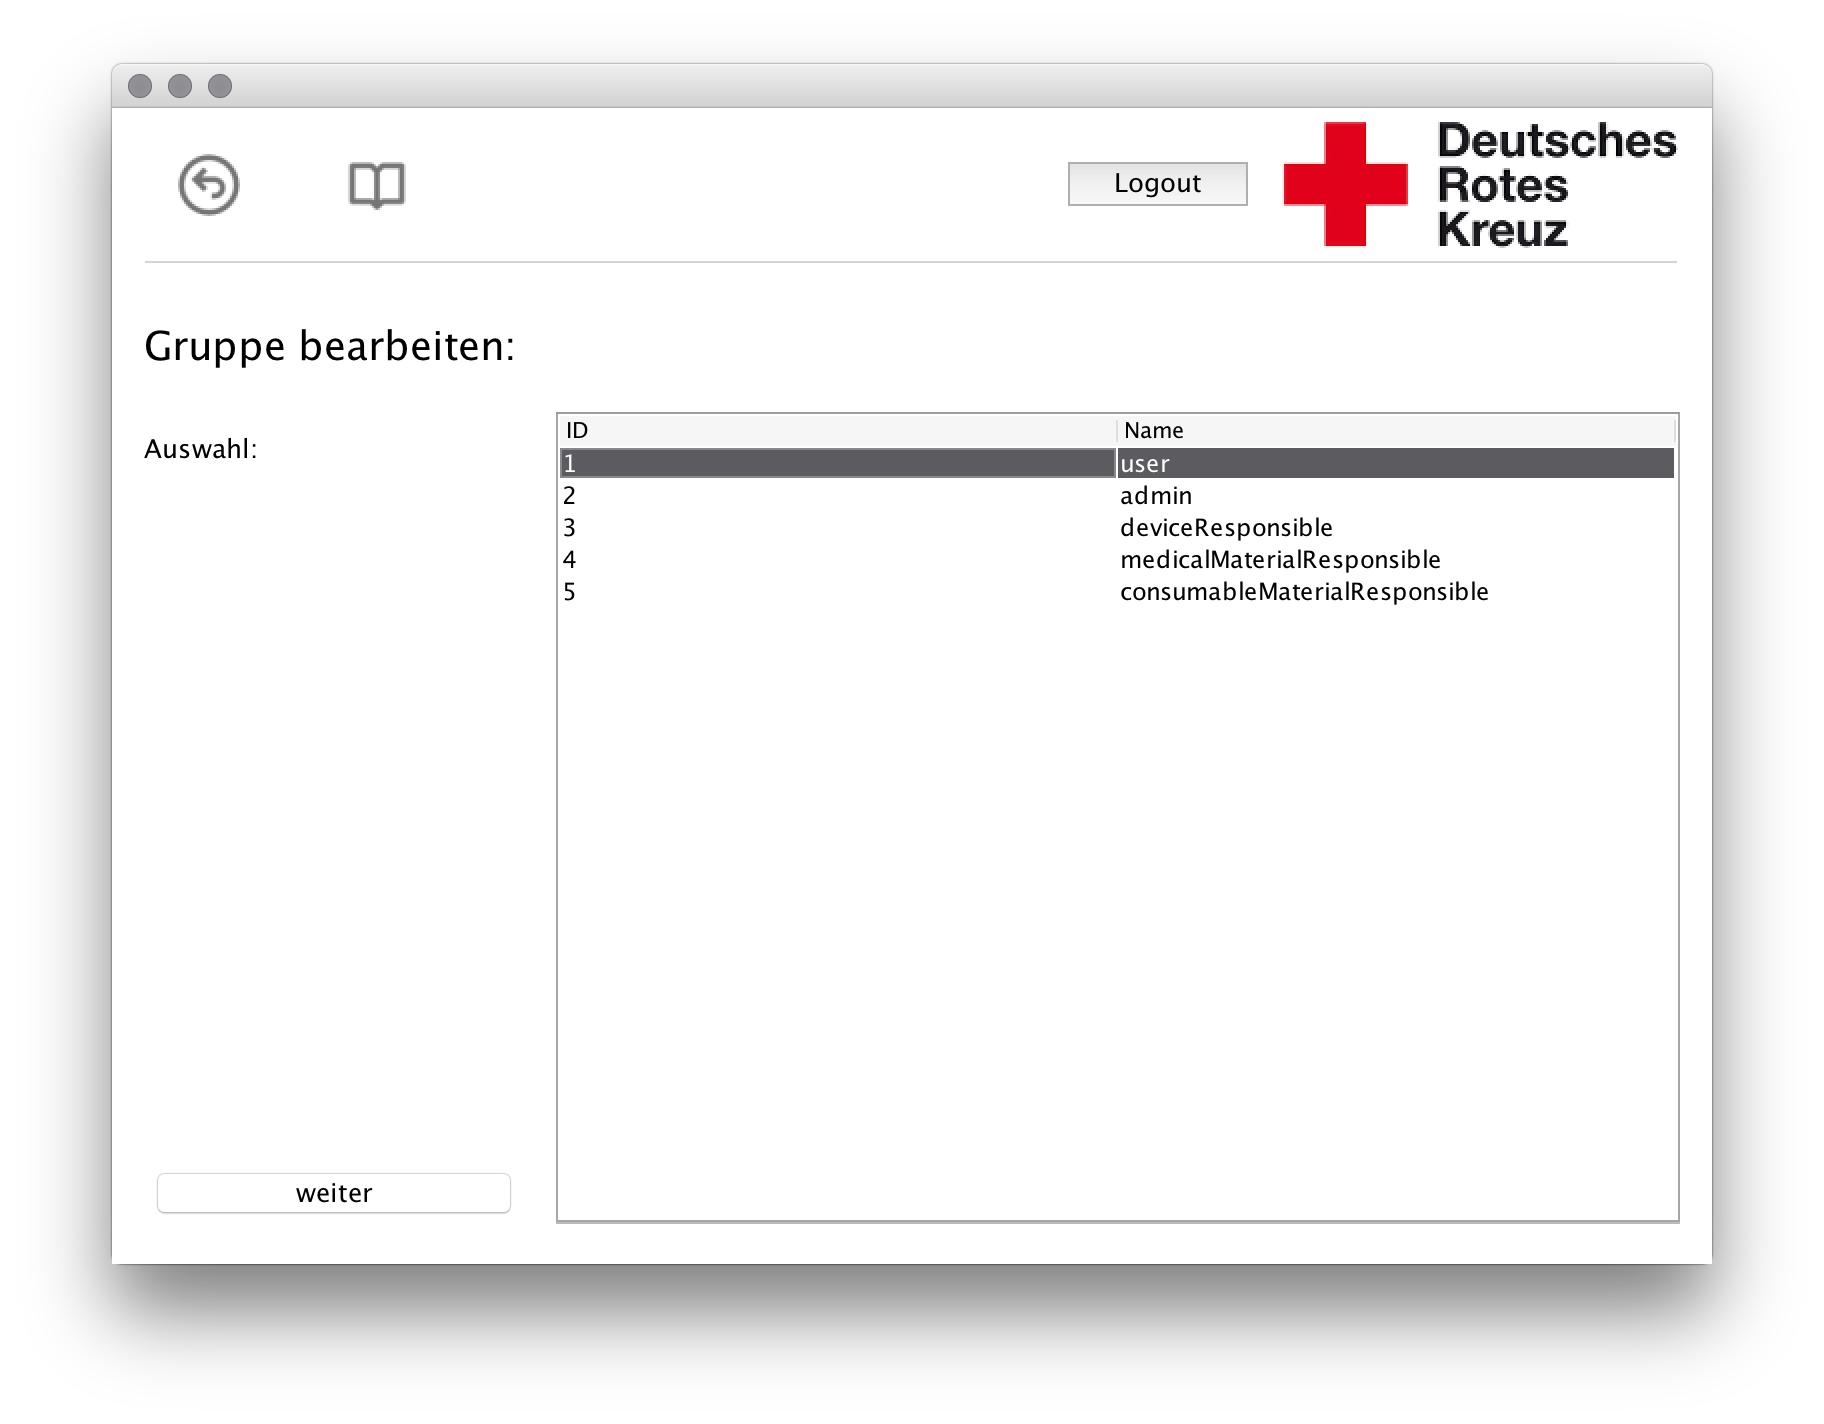 Logout
Deutsches
Rotes
Kreuz
Gruppe bearbeiten:
Auswahl:
ID Name
1 user
2 admin
3 deviceResponsible
4 medicalMaterialResponsible
5 consumableMaterialResponsible
weiter